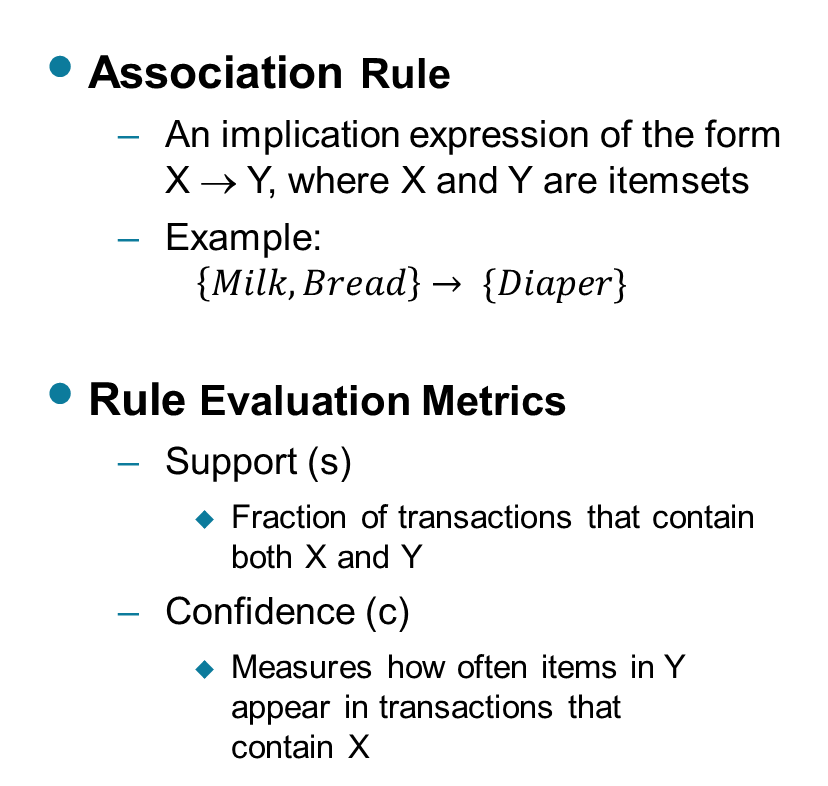 • Association Rule
– An implication expression of the form
X → Y, where X and Y are itemsets
– Example:
{Milk, Bread} → {Diaper}
• Rule Evaluation Metrics
– Support (s)
◆ Fraction of transactions that contain
both X and Y
– Confidence (c)
◆ Measures how often items in Y
appear in transactions that
contain X